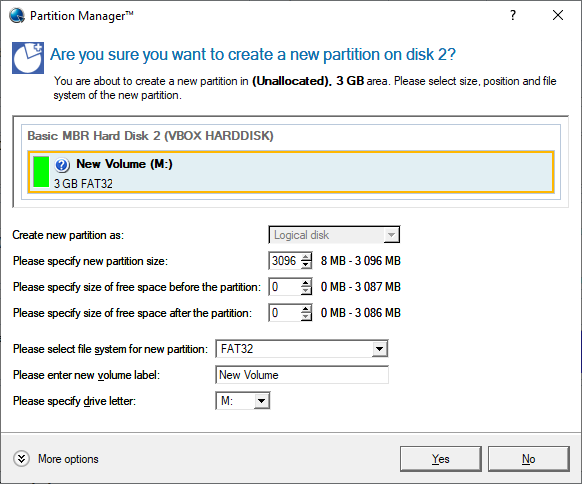 Partition Manager™
Are you sure you want to create a new partition on disk 2?
You are about to create a new partition in (Unallocated), 3 GB area. Please select size, position and file
system of the new partition.
Basic MBR Hard Disk 2 (VBOX HARDDISK)
New Volume (M:)
3 GB FAT32
Create new partition as: Logical disk
Please specify new partition size: 3096 8 MB - 3 096 MB
Please specify size of free space before the partition: 0 0 MB - 3 087 MB
Please specify size of free space after the partition: 0 0 MB - 3 086 MB
Please select file system for new partition: FAT32
Please enter new volume label: New Volume
Please specify drive letter: M:
More options Yes No